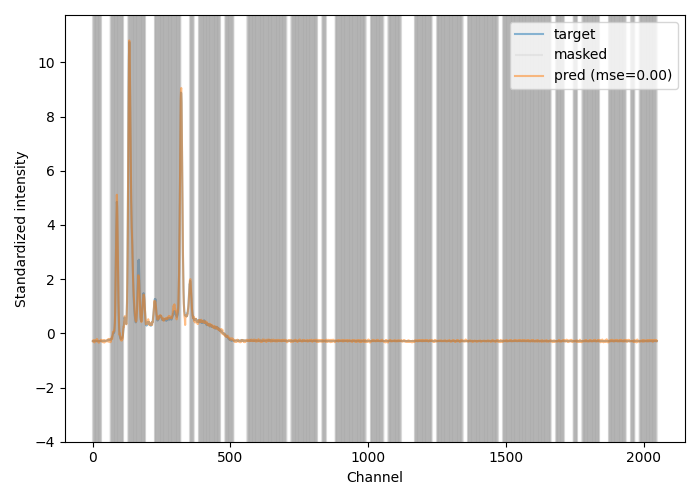 target
masked
pred (mse=0.00)
Standardized intensity
10
8
6
4
2
0
−2
−4
0
500
1000
1500
2000
Channel